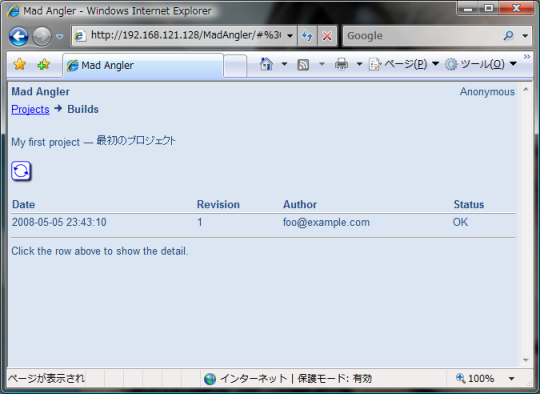 Mad Angler - Windows Internet Explorer
http://192.168.121.128/MadAngler/#%3(
Google
Mad Angler
ページ(P)
ツール(O)
Mad Angler
Anonymous
Projects ➔ Builds
My first project — 最初のプロジェクト
Date Revision Author Status
2008-05-05 23:43:10 1 foo@example.com OK
Click the row above to show the detail.
ページが表示され
インターネット | 保護モード: 有効
100%